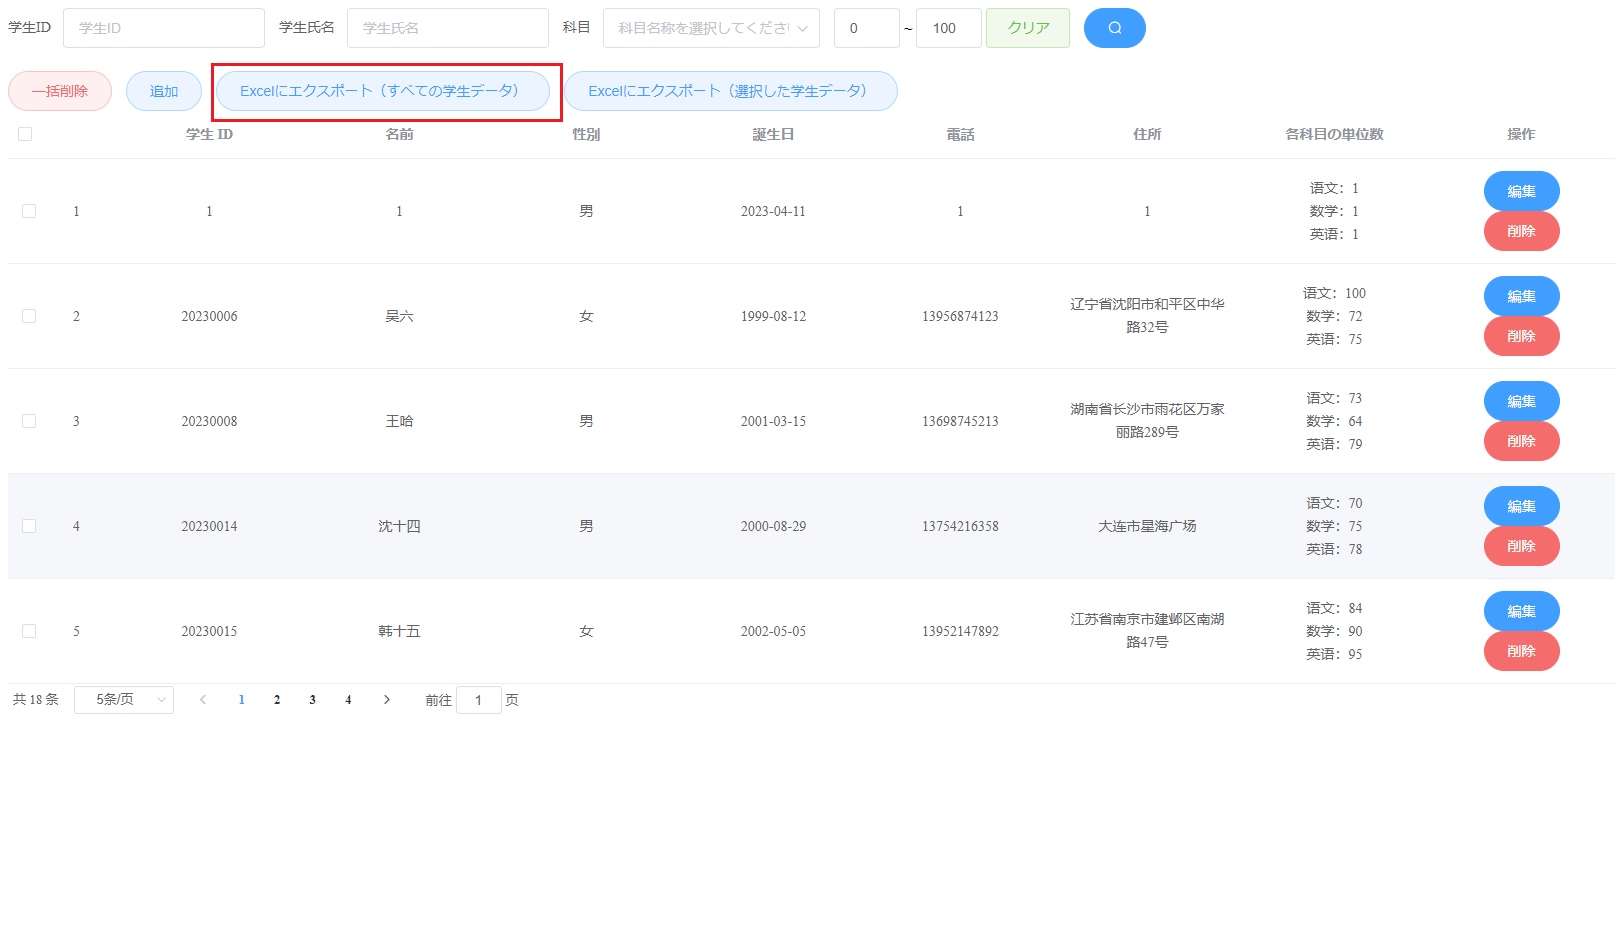 学生ID 学生ID 学生氏名 学生氏名 科目 科目名称を選択してくださ 0 ~ 100 クリア
一括削除 追加 Excelにエクスポート（すべての学生データ） Excelにエクスポート（選択した学生データ）
学生 ID 名前 性別 誕生日 電話 住所 各科目の単位数 操作
1 1 1 男 2023-04-11 1 1
语文：1
数学：1
英语：1
編集
削除
2 20230006 吴六 女 1999-08-12 13956874123
辽宁省沈阳市和平区中华
路32号
语文：100
数学：72
英语：75
編集
削除
3 20230008 王哈 男 2001-03-15 13698745213
湖南省长沙市雨花区万家
丽路289号
语文：73
数学：64
英语：79
編集
削除
4 20230014 沈十四 男 2000-08-29 13754216358 大连市星海广场
语文：70
数学：75
英语：78
編集
削除
5 20230015 韩十五 女 2002-05-05 13952147892
江苏省南京市建邺区南湖
路47号
语文：84
数学：90
英语：95
編集
削除
共 18 条 5条/页 1 2 3 4 前往 1 页